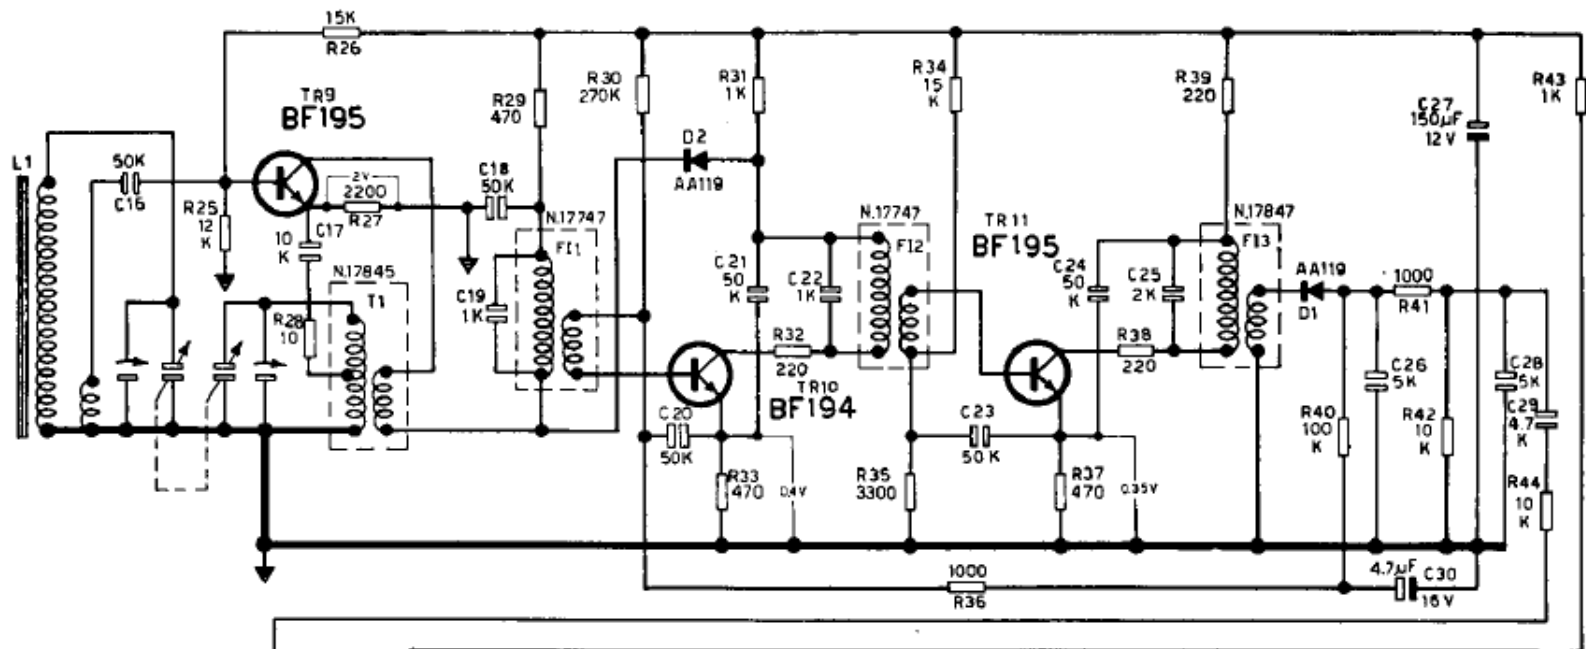 15K
R26
TR9
BF195
L1
50K
C16
R25
12
K
2V
2200
R27
C17
10
K
N.17845
T1
R28
10
R29
470
C18
50K
N.17747
FI1
C19
1K
R30
270K
R31
1K
D2
AA119
C21
50
K
C22
1K
N.17747
FI2
R32
220
TR10
BF194
C20
50K
R33
470
0,4V
R34
15
K
TR11
BF195
C24
50
K
C25
2K
R38
220
C23
50K
R35
3300
R37
470
0.35V
R39
220
N.17847
FI3
AA119
D1
1000
R41
C26
5K
R40
100
K
R42
10
K
C28
5K
C29
4.7
K
R44
10
K
C27
150µF
12V
R43
1K
1000
R36
4.7µF
C30
16V